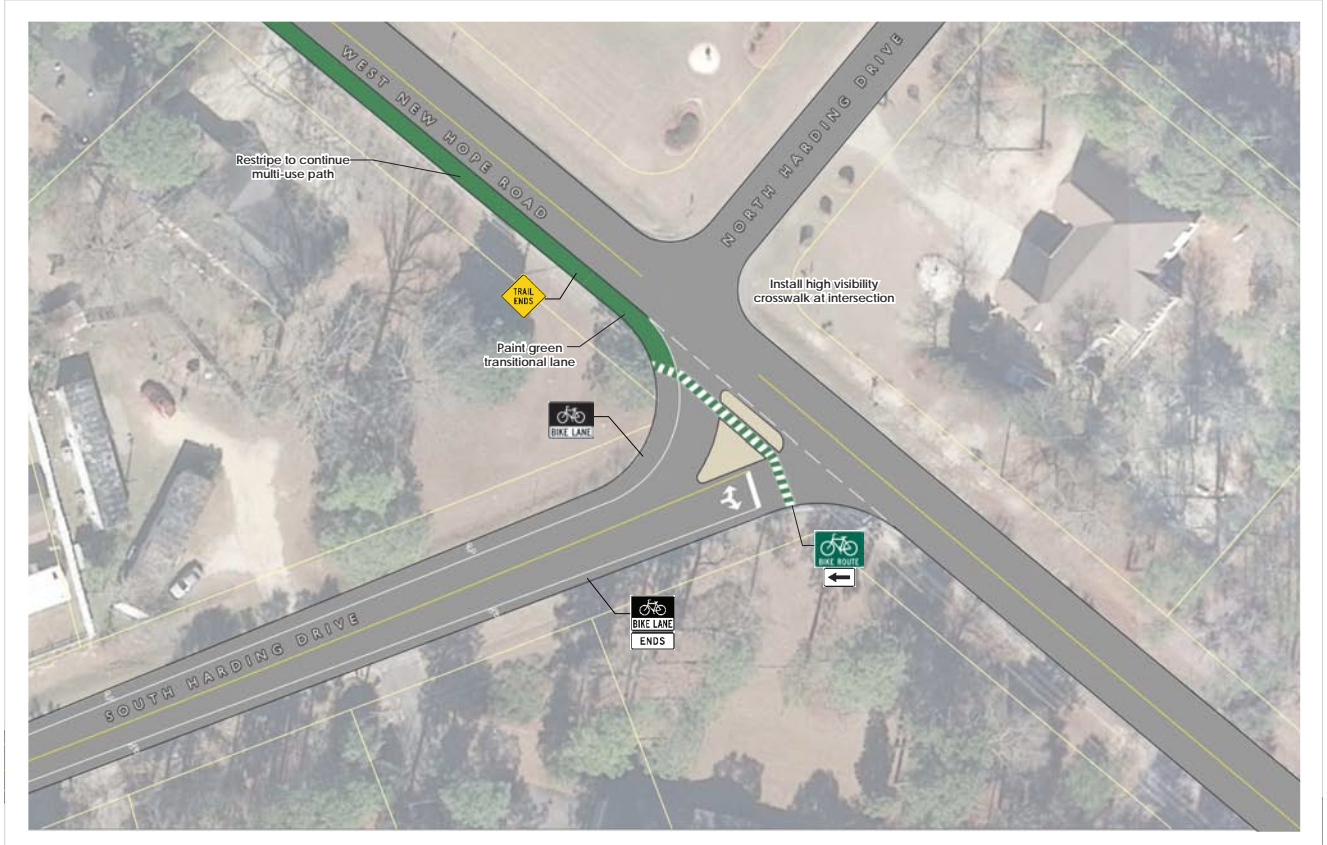 WEST NEW HOPE ROAD
NORTH HARDING DRIVE
Restripe to continue
multi-use path
TRAIL
ENDS
Install high visibility
crosswalk at intersection
Paint green
transitional lane
BIKE LANE
BIKE ROUTE
BIKE LANE
ENDS
SOUTH HARDING DRIVE